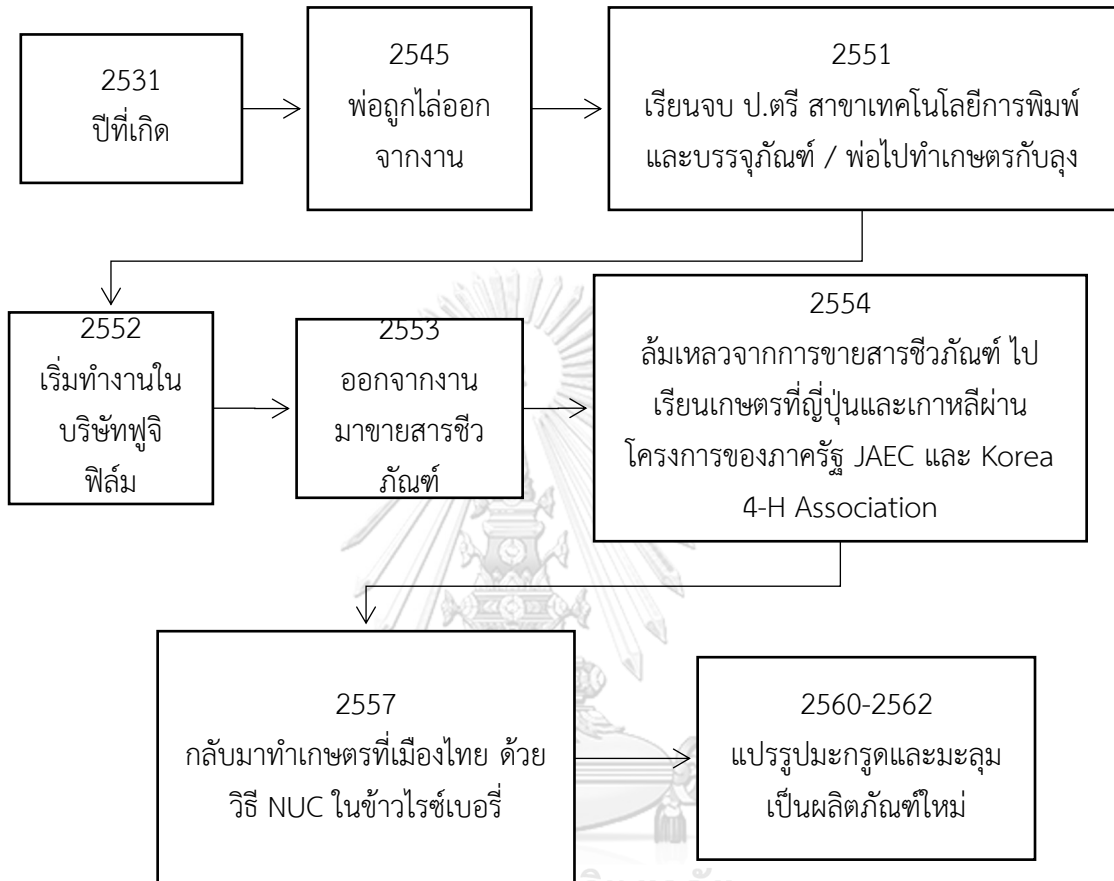 2531
ปีที่เกิด
2545
พ่อถูกไล่ออก
จากงาน
2551
เรียนจบ ป.ตรี สาขาเทคโนโลยีการพิมพ์
และบรรจุภัณฑ์ / พ่อไปทำเกษตรกับลุง
2552
เริ่มทำงานใน
บริษัทฟูจิ
ฟิล์ม
2553
ออกจากงาน
มาขายสารชีว
ภัณฑ์
2554
ล้มเหลวจากการขายสารชีวภัณฑ์ ไป
เรียนเกษตรที่ญี่ปุ่นและเกาหลีผ่าน
โครงการของภาครัฐ JAEC และ Korea
4-H Association
2557
กลับมาทำเกษตรที่เมืองไทย ด้วย
วิธี NUC ในข้าวไรซ์เบอรี่
2560-2562
แปรรูปมะกรูดและมะลุม
เป็นผลิตภัณฑ์ใหม่